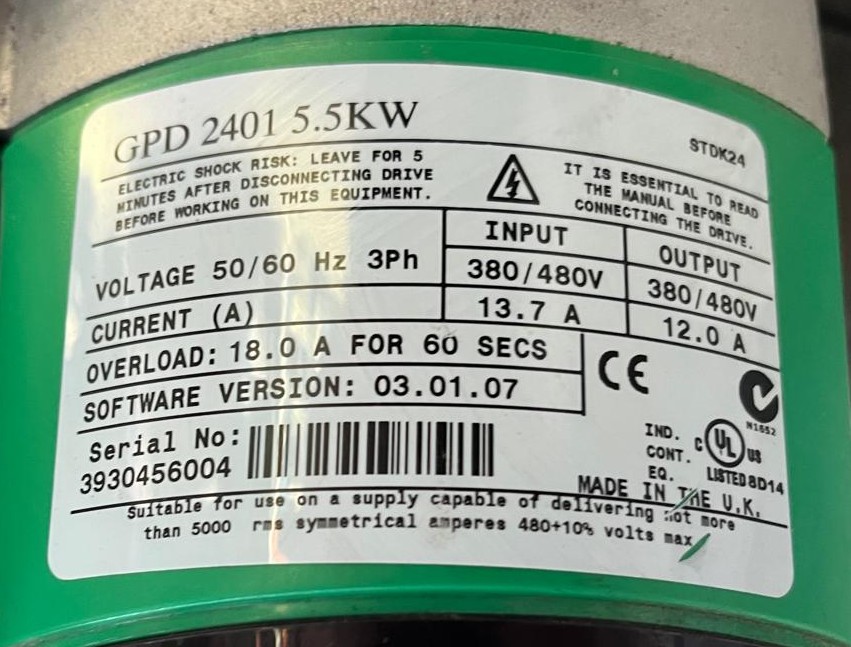 GPD 2401 5.5KW
STDK24
ELECTRIC SHOCK RISK: LEAVE FOR 5
MINUTES AFTER DISCONNECTING DRIVE
BEFORE WORKING ON THIS EQUIPMENT.
IT IS ESSENTIAL TO READ
THE MANUAL BEFORE
CONNECTING THE DRIVE.
INPUT
OUTPUT
VOLTAGE 50/60 Hz 3Ph
380/480V
380/480V
CURRENT (A)
13.7 A
12.0 A
OVERLOAD: 18.0 A FOR 60 SECS
SOFTWARE VERSION: 03.01.07
CE
N1652
Serial No:
3930456004
IND.
CONT.
EQ.
C UL US
LISTED 8D14
MADE IN THE U.K.
Suitable for use on a supply capable of delivering not more
than 5000 rms symmetrical amperes 480+10% volts max